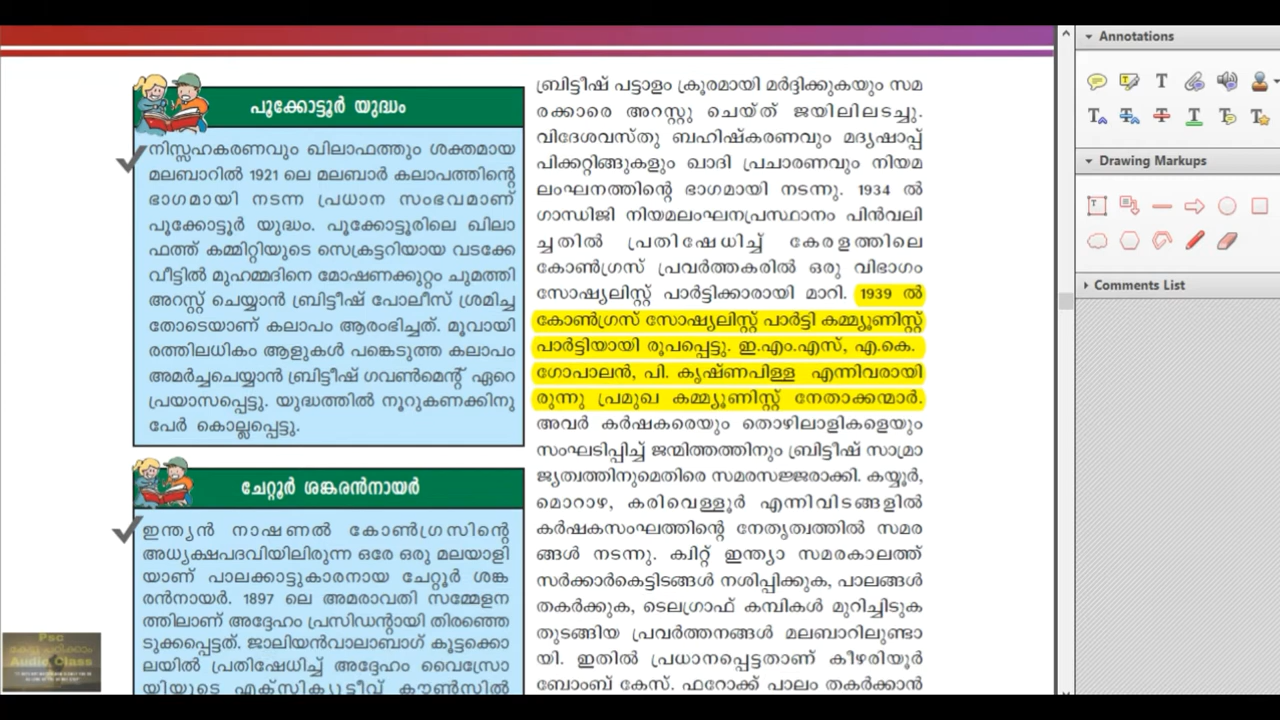 പൂക്കോട്ടൂർ യുദ്ധം
നിസ്സഹകരണവും ഖിലാഫത്തും ശക്തമായ
മലബാറിൽ 1921 ലെ മലബാർ കലാപത്തിന്റെ
ഭാഗമായി നടന്ന പ്രധാന സംഭവമാണ്
പൂക്കോട്ടൂർ യുദ്ധം. പൂക്കോട്ടൂരിലെ ഖിലാ
ഫത്ത് കമ്മിറ്റിയുടെ സെക്രട്ടറിയായ വടക്കേ
വീട്ടിൽ മുഹമ്മദിനെ മോഷണക്കുറ്റം ചുമത്തി
അറസ്റ്റ് ചെയ്യാൻ ബ്രിട്ടീഷ് പോലീസ് ശ്രമിച്ച
തോടെയാണ് കലാപം ആരംഭിച്ചത്. മൂവായി
രത്തിലധികം ആളുകൾ പങ്കെടുത്ത കലാപം
അമർച്ചചെയ്യാൻ ബ്രിട്ടീഷ് ഗവൺമെന്റ് ഏറെ
പ്രയാസപ്പെട്ടു. യുദ്ധത്തിൽ നൂറുകണക്കിനു
പേർ കൊല്ലപ്പെട്ടു.
ചേറ്റൂർ ശങ്കരൻനായർ
ഇന്ത്യൻ നാഷണൽ കോൺഗ്രസിന്റെ
അധ്യക്ഷപദവിയിലിരുന്ന ഒരേ ഒരു മലയാളി
യാണ് പാലക്കാട്ടുകാരനായ ചേറ്റൂർ ശങ്ക
രൻനായർ. 1897 ലെ അമരാവതി സമ്മേളന
ത്തിലാണ് അദ്ദേഹം പ്രസിഡന്റായി തിരഞ്ഞെ
ടുക്കപ്പെട്ടത്. ജാലിയൻവാലാബാഗ് കൂട്ടക്കൊ
ലയിൽ പ്രതിഷേധിച്ച് അദ്ദേഹം വൈസ്രോ
യിയുടെ എക്സിക്യൂട്ടീവ് കൗൺസിൽ
ബ്രിട്ടീഷ് പട്ടാളം ക്രൂരമായി മർദ്ദിക്കുകയും സമ
രക്കാരെ അറസ്റ്റു ചെയ്ത് ജയിലിലടച്ചു.
വിദേശവസ്തു ബഹിഷ്കരണവും മദ്യഷാപ്പ്
പിക്കറ്റിങ്ങുകളും ഖാദി പ്രചാരണവും നിയമ
ലംഘനത്തിന്റെ ഭാഗമായി നടന്നു. 1934 ൽ
ഗാന്ധിജി നിയമലംഘനപ്രസ്ഥാനം പിൻവലി
ച്ചതിൽ പ്രതിഷേധിച്ച് കേരളത്തിലെ
കോൺഗ്രസ് പ്രവർത്തകരിൽ ഒരു വിഭാഗം
സോഷ്യലിസ്റ്റ് പാർട്ടിക്കാരായി മാറി. 1939 ൽ
കോൺഗ്രസ് സോഷ്യലിസ്റ്റ് പാർട്ടി കമ്മ്യൂണിസ്റ്റ്
പാർട്ടിയായി രൂപപ്പെട്ടു. ഇ.എം.എസ്, എ.കെ.
ഗോപാലൻ, പി. കൃഷ്ണപിള്ള എന്നിവരായി
രുന്നു പ്രമുഖ കമ്മ്യൂണിസ്റ്റ് നേതാക്കന്മാർ.
അവർ കർഷകരെയും തൊഴിലാളികളെയും
സംഘടിപ്പിച്ച് ജന്മിത്തത്തിനും ബ്രിട്ടീഷ് സാമ്രാ
ജ്യത്വത്തിനുമെതിരെ സമരസജ്ജരാക്കി. കയ്യൂർ,
മൊറാഴ, കരിവെള്ളൂർ എന്നിവിടങ്ങളിൽ
കർഷകസംഘത്തിന്റെ നേതൃത്വത്തിൽ സമര
ങ്ങൾ നടന്നു. ക്വിറ്റ് ഇന്ത്യാ സമരകാലത്ത്
സർക്കാർകെട്ടിടങ്ങൾ നശിപ്പിക്കുക, പാലങ്ങൾ
തകർക്കുക, ടെലഗ്രാഫ് കമ്പികൾ മുറിച്ചിടുക
തുടങ്ങിയ പ്രവർത്തനങ്ങൾ മലബാറിലുണ്ടാ
യി. ഇതിൽ പ്രധാനപ്പെട്ടതാണ് കീഴരിയൂർ
ബോംബ് കേസ്. ഫറോക്ക് പാലം തകർക്കാൻ
Annotations
Drawing Markups
Comments List
Psc
കേട്ടു പഠിക്കാം
Audio Class